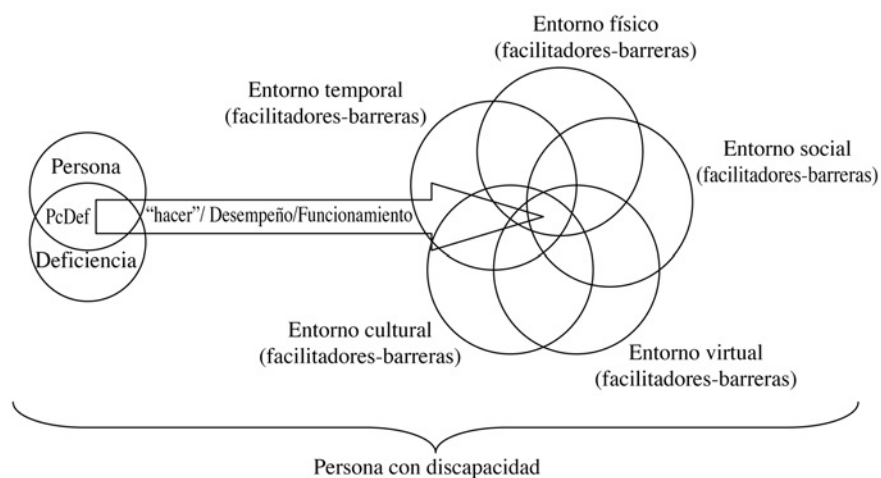 Entorno físico
(facilitadores-barreras)
Entorno temporal
(facilitadores-barreras)
Entorno social
(facilitadores-barreras)
Persona
PcDef
“hacer”/ Desempeño/Funcionamiento
Deficiencia
Entorno cultural
(facilitadores-barreras)
Entorno virtual
(facilitadores-barreras)
Persona con discapacidad